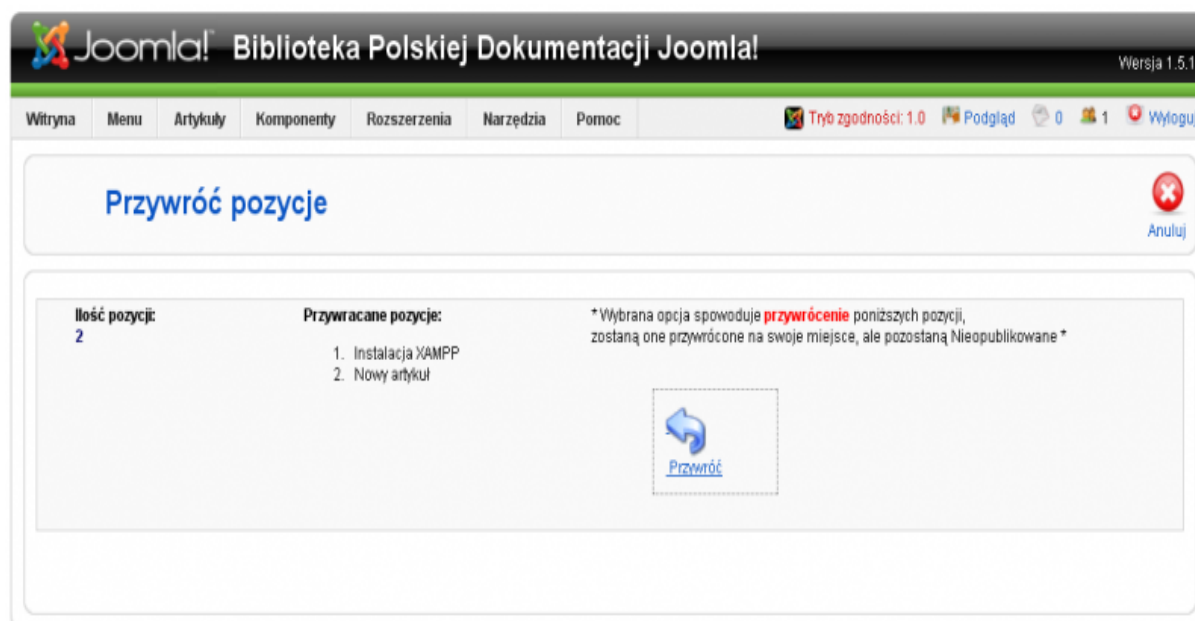 Joomla! Biblioteka Polskiej Dokumentacji Joomla!
Wersja 1.5.1
Witryna Menu Artykuły Komponenty Rozszerzenia Narzędzia Pomoc Tryb zgodności: 1.0 Podgląd 0 1 Wyloguj
Przywróć pozycje
Anuluj
Ilość pozycji: Przywracane pozycje: * Wybrana opcja spowoduje przywrócenie poniższych pozycji,
2 zostaną one przywrócone na swoje miejsce, ale pozostaną Nieopublikowane *
1. Instalacja XAMPP
2. Nowy artykuł
Przywróć